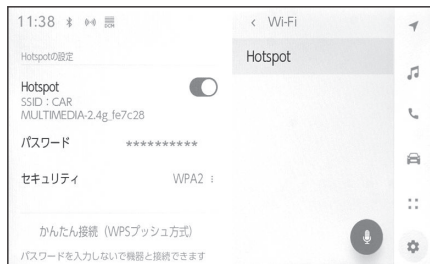 11:38
Hotspotの設定
Hotspot
SSID：CAR
MULTIMEDIA-2.4g_fe7c28
パスワード **********
セキュリティ WPA2
かんたん接続（WPSプッシュ方式）
パスワードを入力しないで機器と接続できます
Wi-Fi
Hotspot